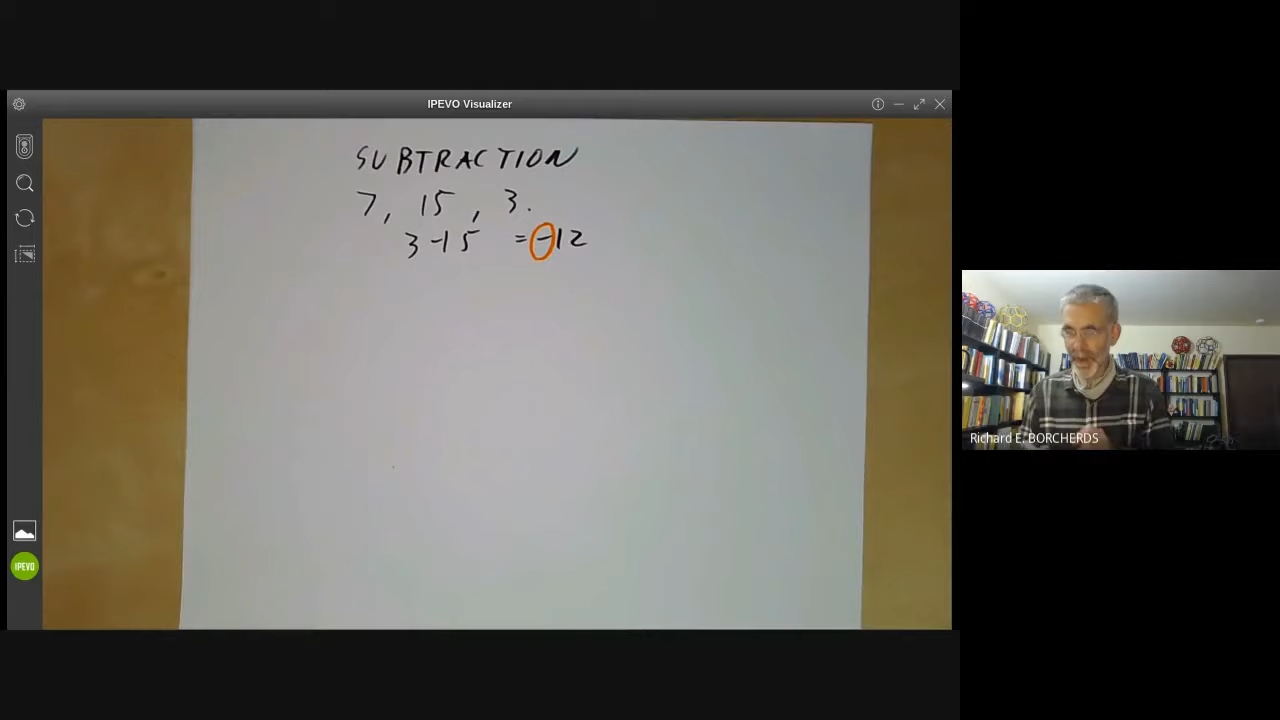 IPEVO Visualizer
SUBTRACTION
7, 15, 3.
3-15 = -12
IPEVO
Richard E. BORCHERDS